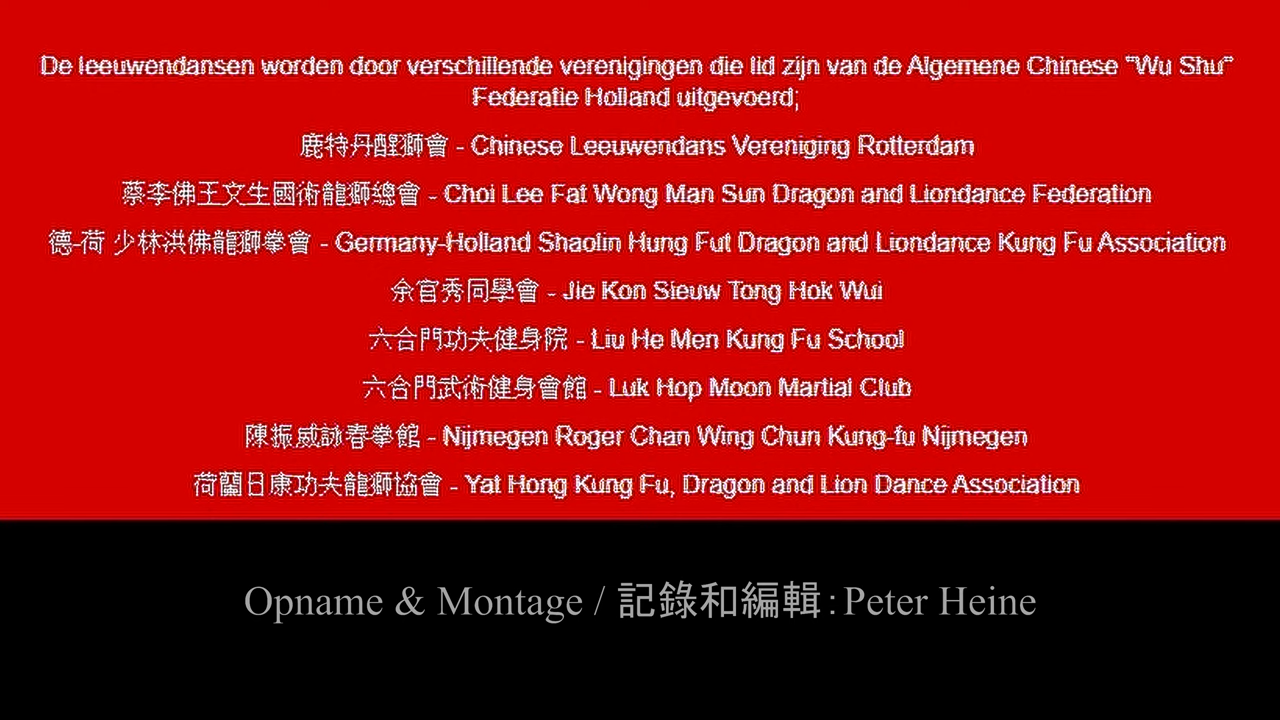 De leeuwendansen worden door verschillende verenigingen die lid zijn van de Algemene Chinese "Wu Shu"
Federatie Holland uitgevoerd;
鹿特丹醒獅會 - Chinese Leeuwendans Vereniging Rotterdam
蔡李佛王文生國術龍獅總會 - Choi Lee Fat Wong Man Sun Dragon and Liondance Federation
德-荷 少林洪佛龍獅拳會 - Germany-Holland Shaolin Hung Fut Dragon and Liondance Kung Fu Association
余官秀同學會 - Jie Kon Sieuw Tong Hok Wui
六合門功夫健身院 - Liu He Men Kung Fu School
六合門武術健身會館 - Luk Hop Moon Martial Club
陳振威詠春拳館 - Nijmegen Roger Chan Wing Chun Kung-fu Nijmegen
荷蘭日康功夫龍獅協會 - Yat Hong Kung Fu, Dragon and Lion Dance Association
Opname & Montage / 記錄和編輯：Peter Heine